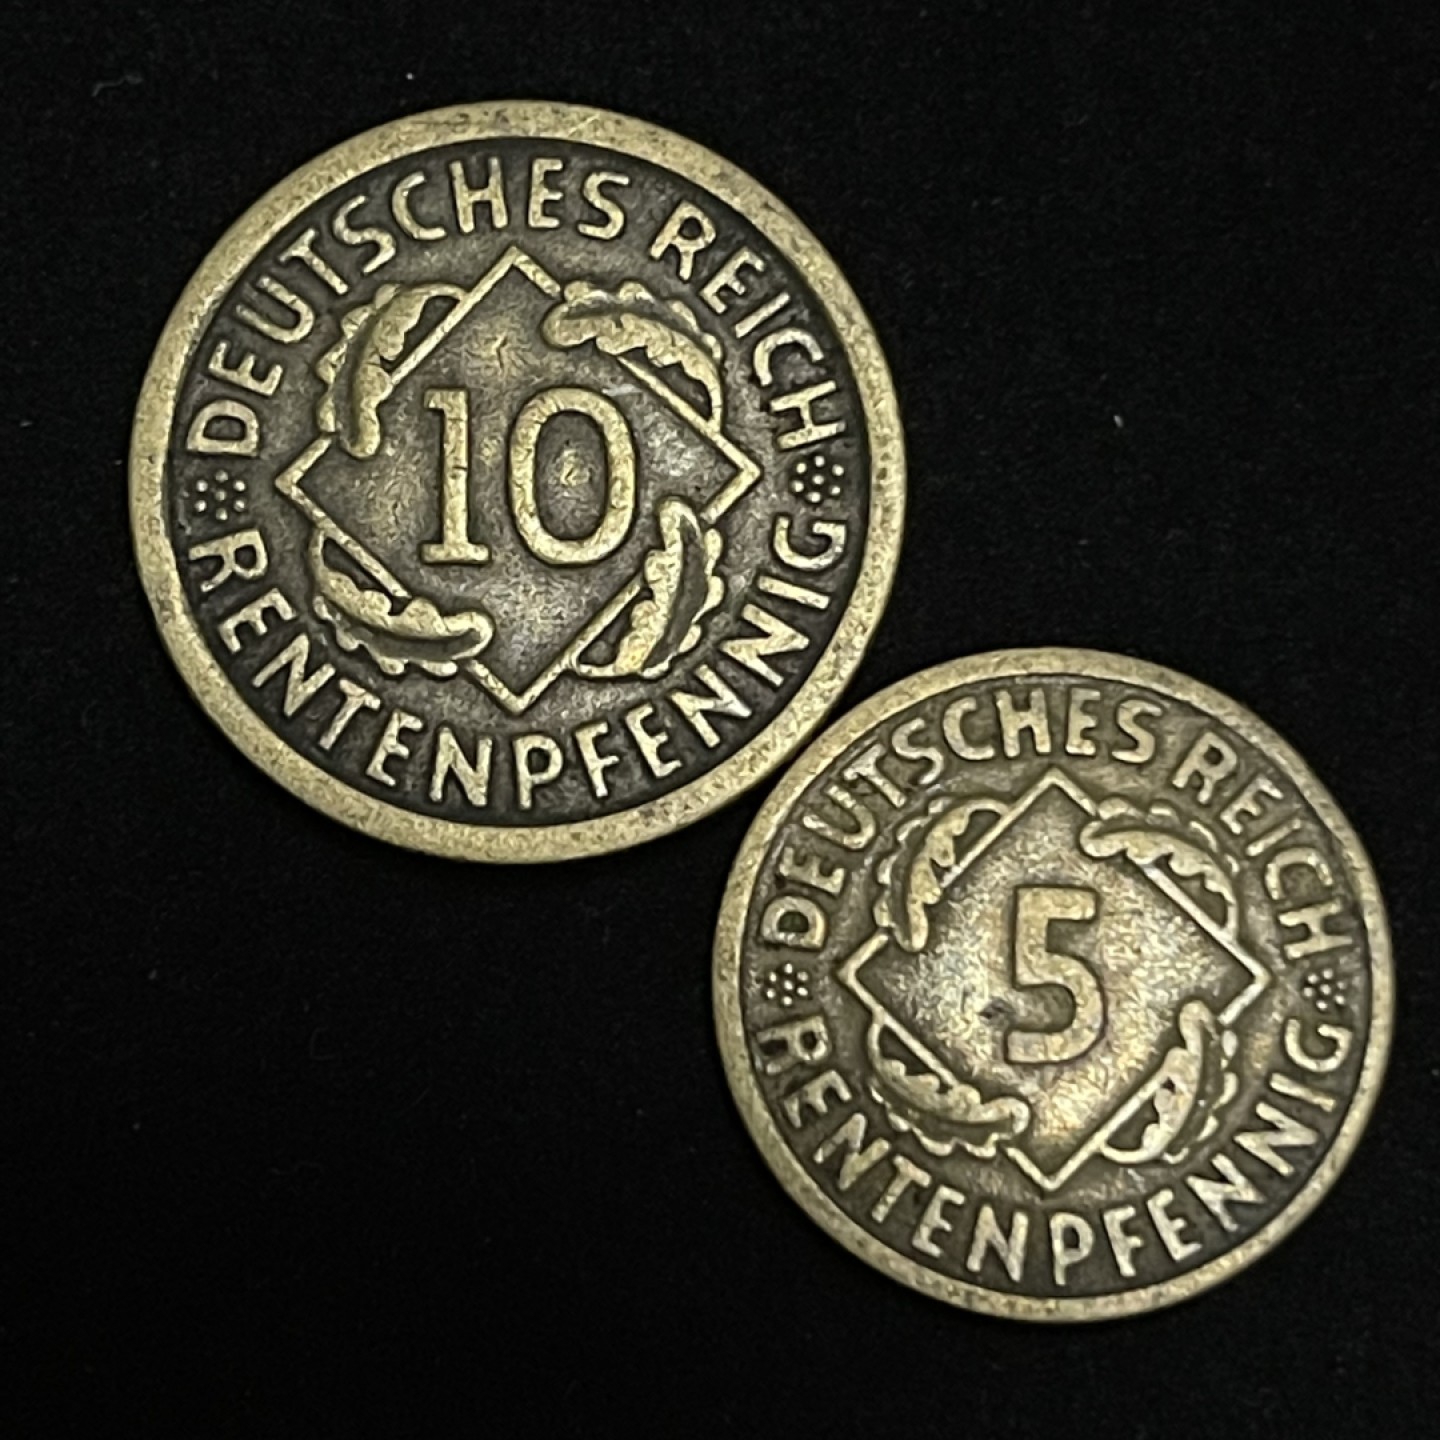 DEUTSCHES REICH
10
RENTENPFENNIG
DEUTSCHES REICH
5
RENTENPFENNIG